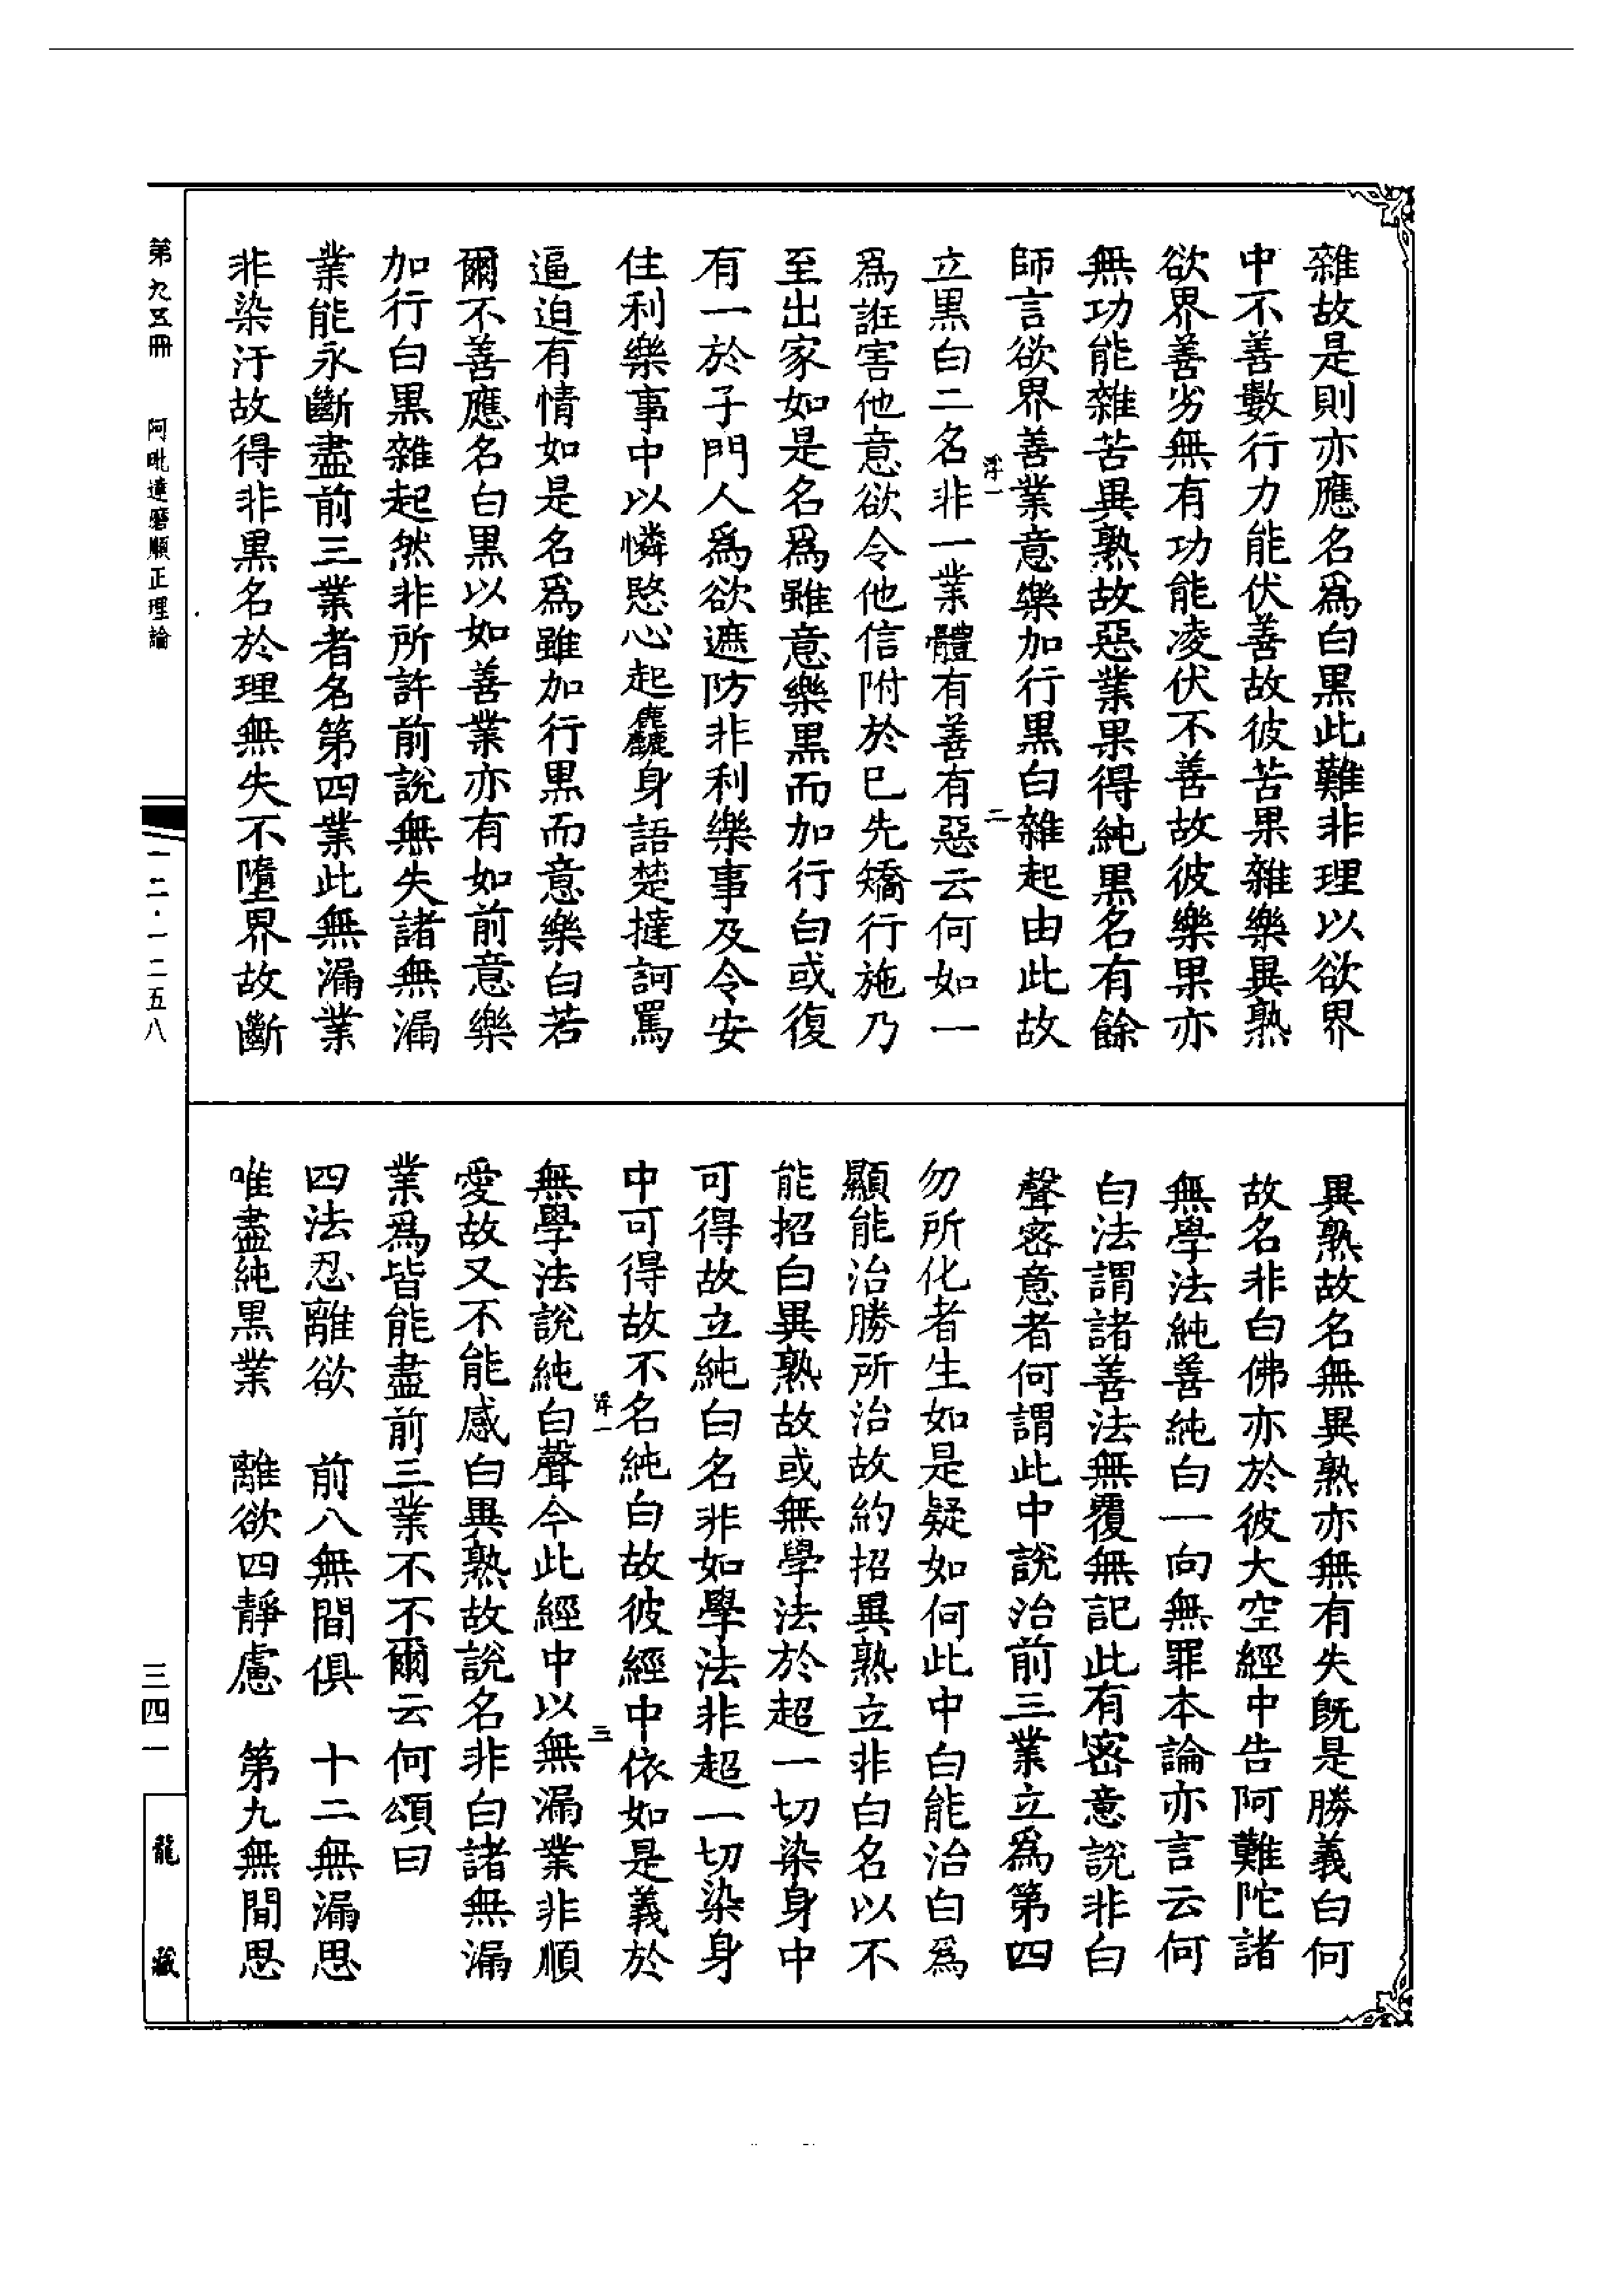 雜故是則亦應名爲白黑此難非理以欲界
中不善數行力能伏善故彼苦果雜樂異熟
欲界善劣無有功能凌伏不善故彼樂果亦
無功能雜苦異熟故惡業果得純黑名有餘
師言欲界善業意樂加行黑白雜起由此故
立黑白二名非一業體有善有惡云何如一
爲誑害他意欲令他信附於已先矯行施乃
至出家如是名爲雖意樂黑而加行白或復
有一於子門人爲欲遮防非利樂事及令安
住利樂事中以憐愍心起麤身語楚撻訶罵
逼迫有情如是名爲雖加行黑而意樂白若
爾不善應名白黑以如善業亦有如前意樂
加行白黑雜起然非所許前說無失諸無漏
業能永斷盡前三業者名第四業此無漏業
非染汙故得非黑名於理無失不墮界故斷
異熟故名無異熟亦無有失既是勝義白何
故名非白佛亦於彼大空經中告阿難陀諸
無學法純善純白一向無罪本論亦言云何
白法謂諸善法無覆無記此有密意說非白
聲密意者何謂此中說治前三業立爲第四
勿所化者生如是疑如何此中白能治白爲
顯能治勝所治故約招異熟立非白名以不
能招白異熟故或無學法於超一切染身中
可得故立純白名非如學法非超一切染身
中可得故不名純白故彼經中依如是義於
無學法說純白聲今此經中以無漏業非順
愛故又不能感白異熟故說名非白諸無漏
業爲皆能盡前三業不不爾云何頌曰
四法忍離欲　前八無間俱　十二無漏思
唯盡純黑業　離欲四靜慮　第九無間思
第九五冊　阿毗達磨順正理論
一二·一二五八
三四一
龍藏